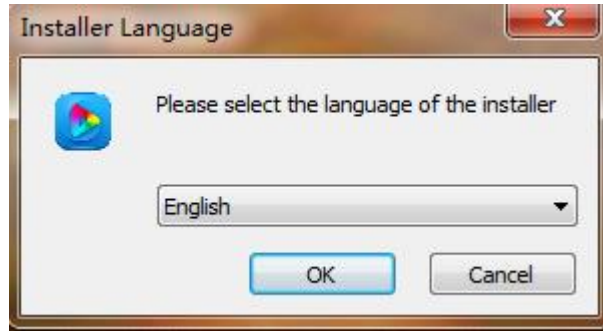 Installer Language
Please select the language of the installer
English
OK
Cancel